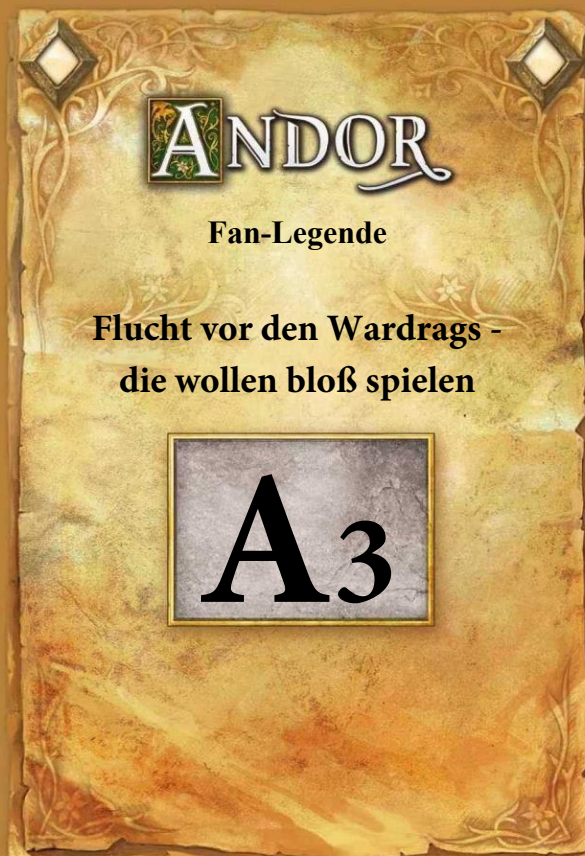 ANDOR
Fan-Legende
Flucht vor den Wardrags -
die wollen bloß spielen
A3